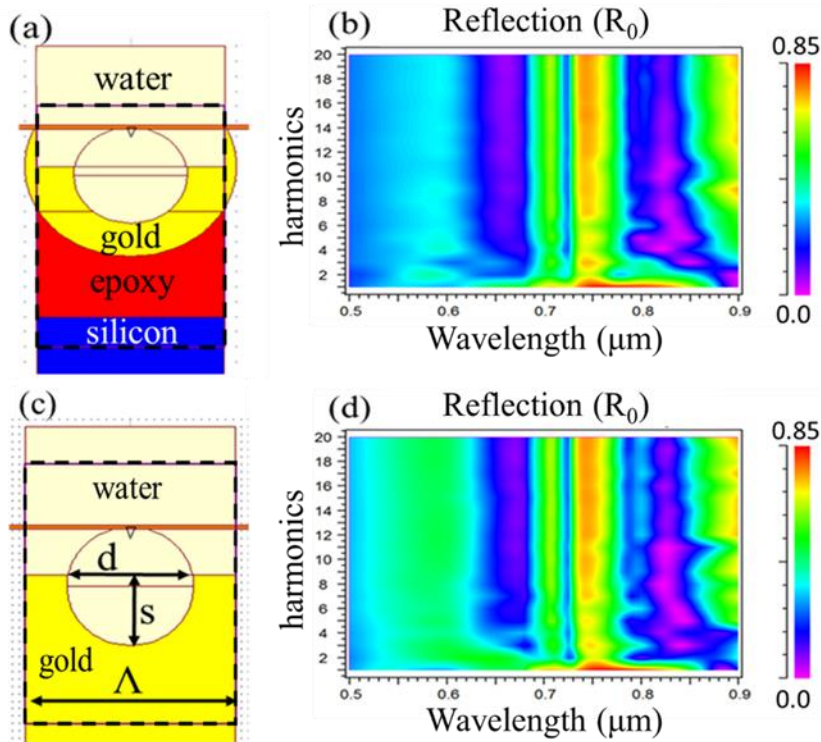 (a)
water
gold
epoxy
silicon
(b)
Reflection (R₀)
harmonics
20
18
16
14
12
10
8
6
4
2
0.5
0.6
0.7
0.8
0.9
Wavelength (μm)
0.85
0.0
(c)
water
d
s
gold
Λ
(d)
Reflection (R₀)
harmonics
20
18
16
14
12
10
8
6
4
2
0.5
0.6
0.7
0.8
0.9
Wavelength (μm)
0.85
0.0